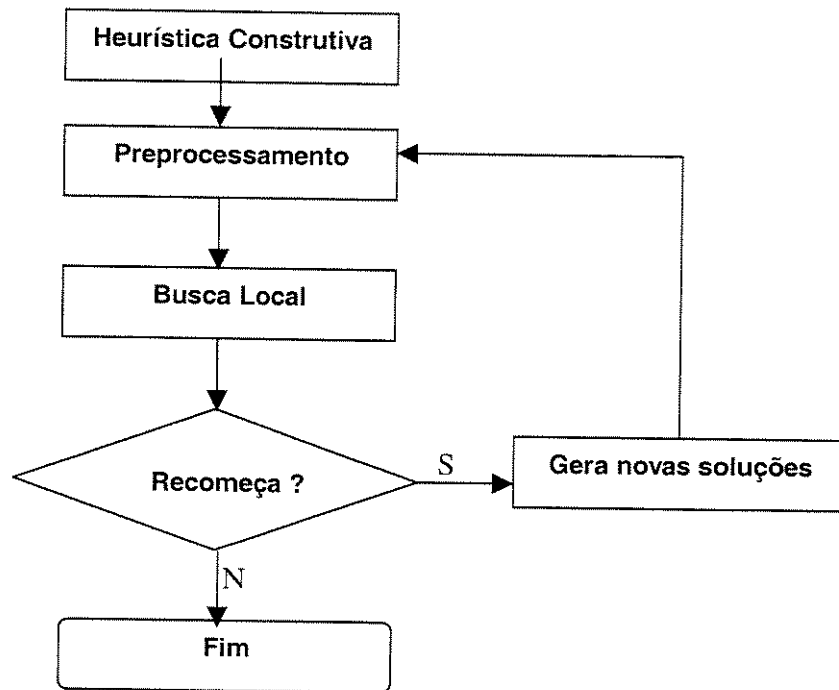 Heurística Construtiva
Preprocessamento
Busca Local
Recomeça ?
S
Gera novas soluções
N
Fim